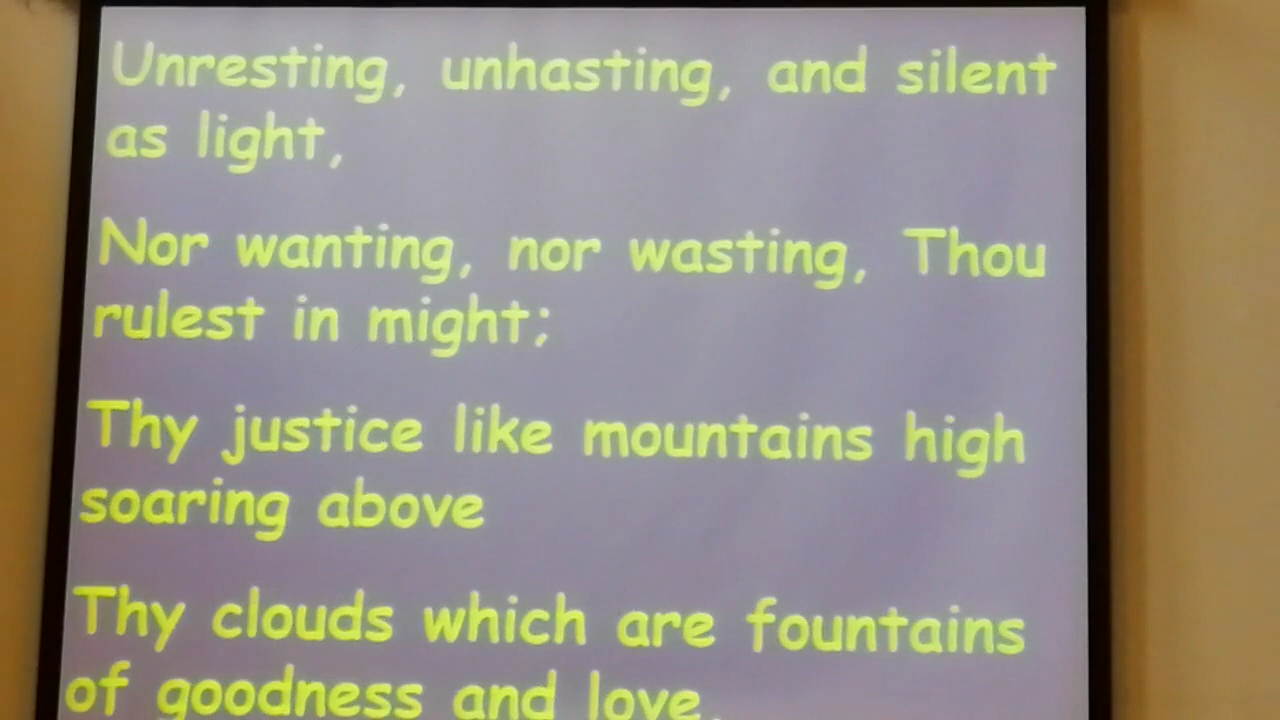 Unresting, unhasting, and silent
as light,
Nor wanting, nor wasting, Thou
rulest in might;
Thy justice like mountains high
soaring above
Thy clouds which are fountains
of goodness and love.